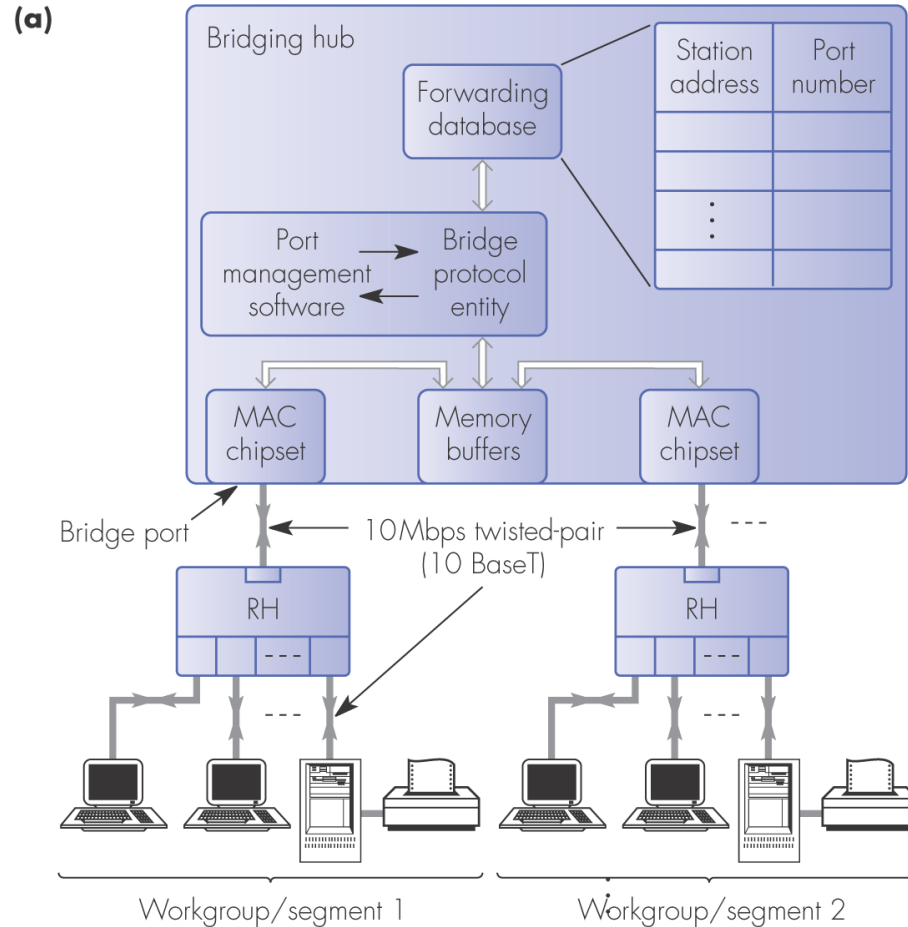 (a)
Bridging hub
Station
address
Port
number
Forwarding
database
Port
management
software
Bridge
protocol
entity
MAC
chipset
Memory
buffers
MAC
chipset
Bridge port
10Mbps twisted-pair
(10 BaseT)
RH
RH
Workgroup/segment 1
Workgroup/segment 2